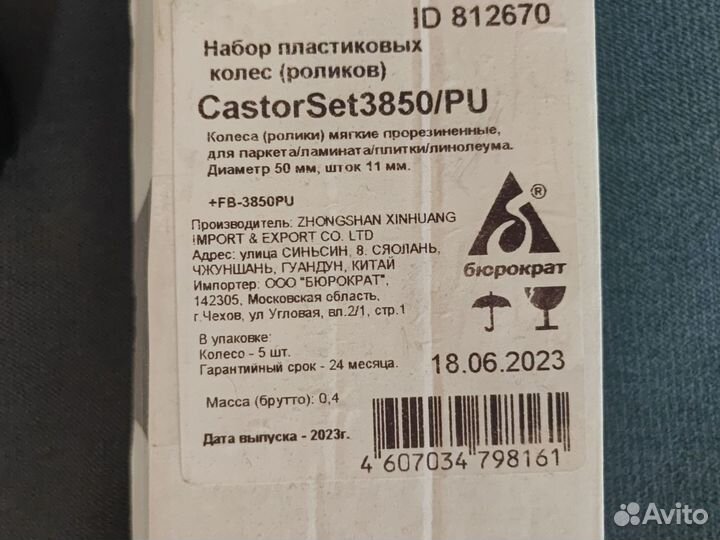 ID 812670
Набор пластиковых
колес (роликов)
CastorSet3850/PU
Колеса (ролики) мягкие прорезиненные,
для паркета/ламината/плитки/линолеума.
Диаметр 50 мм, шток 11 мм.
+FB-3850PU
Производитель: ZHONGSHAN XINHUANG
IMPORT & EXPORT CO. LTD
Адрес: улица СИНЬСИН, 8. СЯОЛАНЬ,
ЧЖУНШАНЬ, ГУАНДУН, КИТАЙ
Импортер: ООО "БЮРОКРАТ",
142305, Московская область,
г.Чехов, ул Угловая, вл.2/1, стр.1
®
бюрократ
В упаковке:
Колесо - 5 шт.
Гарантийный срок - 24 месяца.
18.06.2023
Масса (брутто): 0,4
Дата выпуска - 2023г.
4 607034 798161
Avito